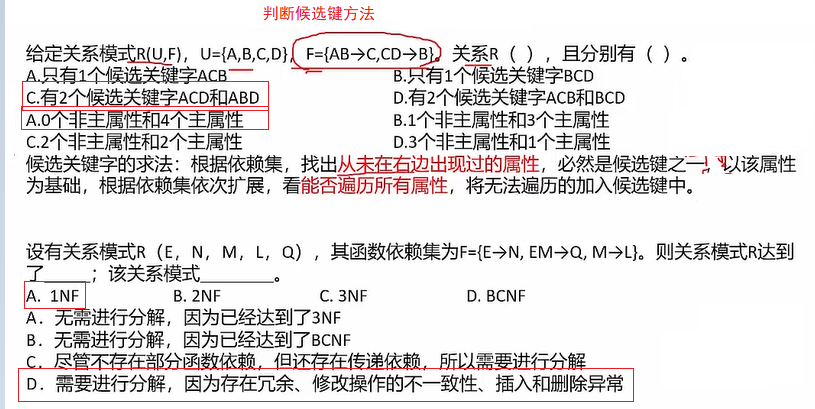 判断候选键方法
给定关系模式R(U,F)，U={A,B,C,D}，F={AB→C,CD→B}。关系R（ ），且分别有（ ）。
A.只有1个候选关键字ACB B.只有1个候选关键字BCD
C.有2个候选关键字ACD和ABD D.有2个候选关键字ACB和BCD
A.0个非主属性和4个主属性 B.1个非主属性和3个主属性
C.2个非主属性和2个主属性 D.3个非主属性和1个主属性
候选关键字的求法：根据依赖集，找出从未在右边出现过的属性，必然是候选键之一，以该属性
为基础，根据依赖集依次扩展，看能否遍历所有属性，将无法遍历的加入候选键中。
设有关系模式R（E，N，M，L，Q），其函数依赖集为F={E→N, EM→Q, M→L}。则关系模式R达到
了____；该关系模式________。
A. 1NF B. 2NF C. 3NF D. BCNF
A．无需进行分解，因为已经达到了3NF
B．无需进行分解，因为已经达到了BCNF
C．尽管不存在部分函数依赖，但还存在传递依赖，所以需要进行分解
D．需要进行分解，因为存在冗余、修改操作的不一致性、插入和删除异常